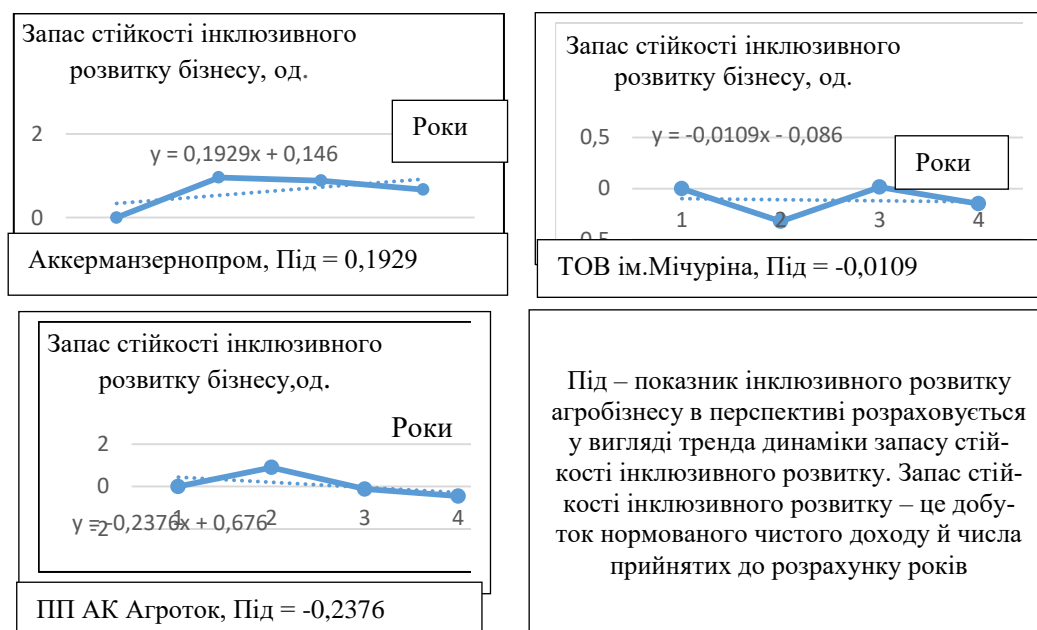 Запас стійкості інклюзивного
розвитку бізнесу, од.
Роки
2
y = 0,1929x + 0,146
0
Аккерманзернопром, Під = 0,1929
Запас стійкості інклюзивного
розвитку бізнесу, од.
0,5
y = -0,0109x - 0,086
Роки
0
1
2
3
4
ТОВ ім.Мічуріна, Під = -0,0109
Запас стійкості інклюзивного
розвитку бізнесу,од.
Роки
2
0
1
2
3
4
y = -0,2376x + 0,676
-2
ПП АК Агроток, Під = -0,2376
Під – показник інклюзивного розвитку
агробізнесу в перспективі розраховується
у вигляді тренда динаміки запасу стій-
кості інклюзивного розвитку. Запас стій-
кості інклюзивного розвитку – це добу-
ток нормованого чистого доходу й числа
прийнятих до розрахунку років